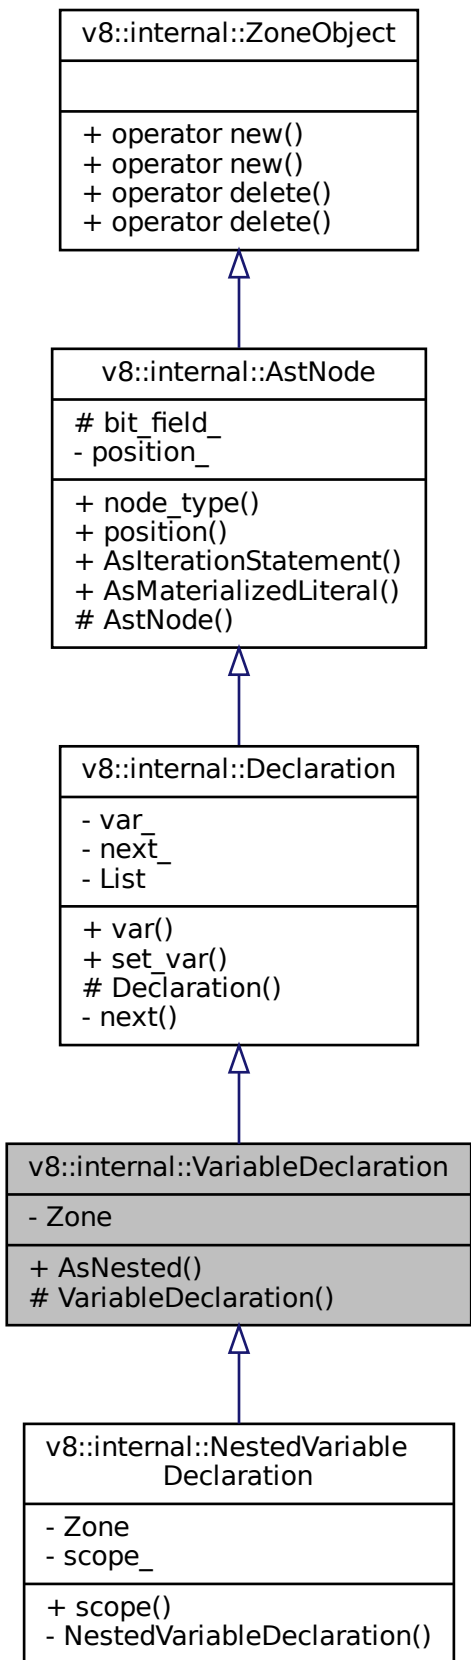 v8::internal::ZoneObject
+ operator new()
+ operator new()
+ operator delete()
+ operator delete()
v8::internal::AstNode
# bit_field_
- position_
+ node_type()
+ position()
+ AsIterationStatement()
+ AsMaterializedLiteral()
# AstNode()
v8::internal::Declaration
- var_
- next_
- List
+ var()
+ set_var()
# Declaration()
- next()
v8::internal::VariableDeclaration
- Zone
+ AsNested()
# VariableDeclaration()
v8::internal::NestedVariable
Declaration
- Zone
- scope_
+ scope()
- NestedVariableDeclaration()